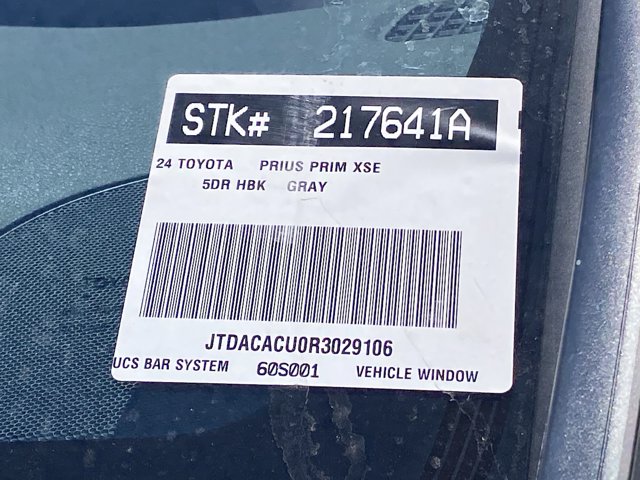 STK# 217641A
24 TOYOTA PRIUS PRIM XSE
5DR HBK GRAY
JTDACACU0R3029106
UCS BAR SYSTEM 60S001 VEHICLE WINDOW